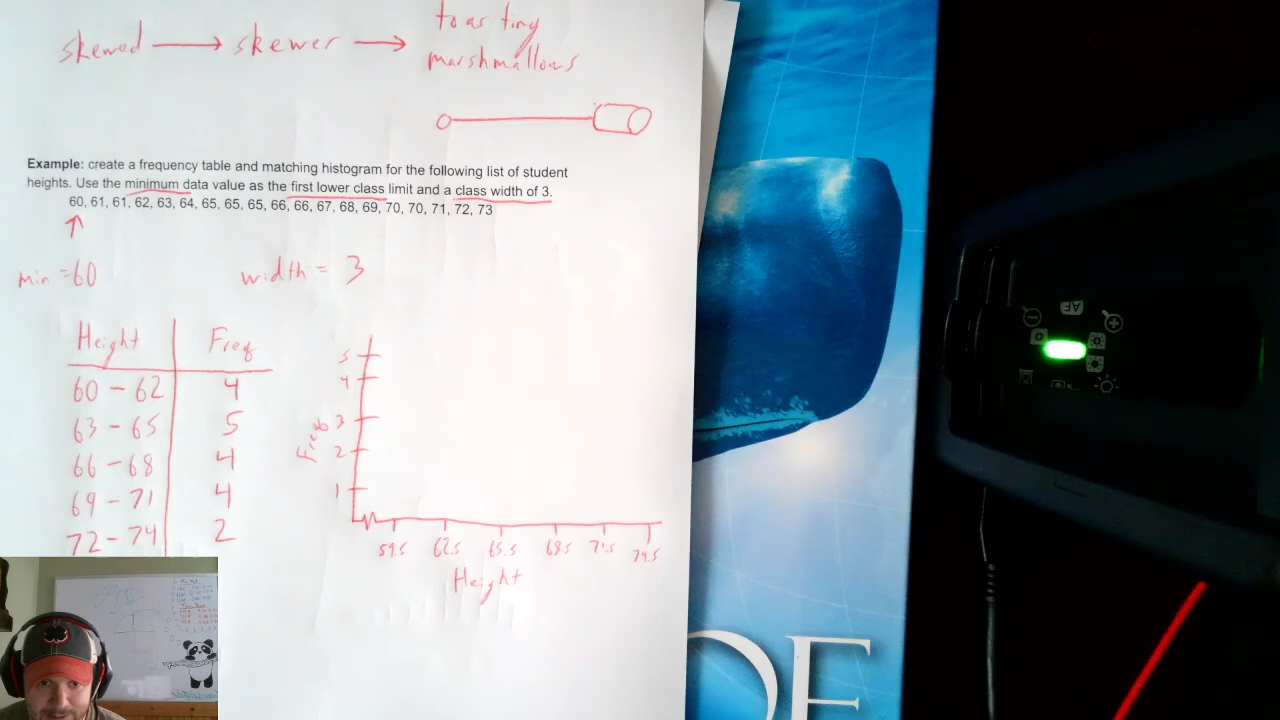 skewed → skewer → toasting
marshmallows
Example: create a frequency table and matching histogram for the following list of student
heights. Use the minimum data value as the first lower class limit and a class width of 3.
60, 61, 61, 62, 63, 64, 65, 65, 65, 66, 66, 67, 68, 69, 70, 70, 71, 72, 73
min = 60
width = 3
Height Freq
60 - 62 4
63 - 65 5
66 - 68 4
69 - 71 4
72 - 74 2
5
4
3
2
1
Freq
59.5 62.5 65.5 68.5 71.5 74.5
Height
OF
AF